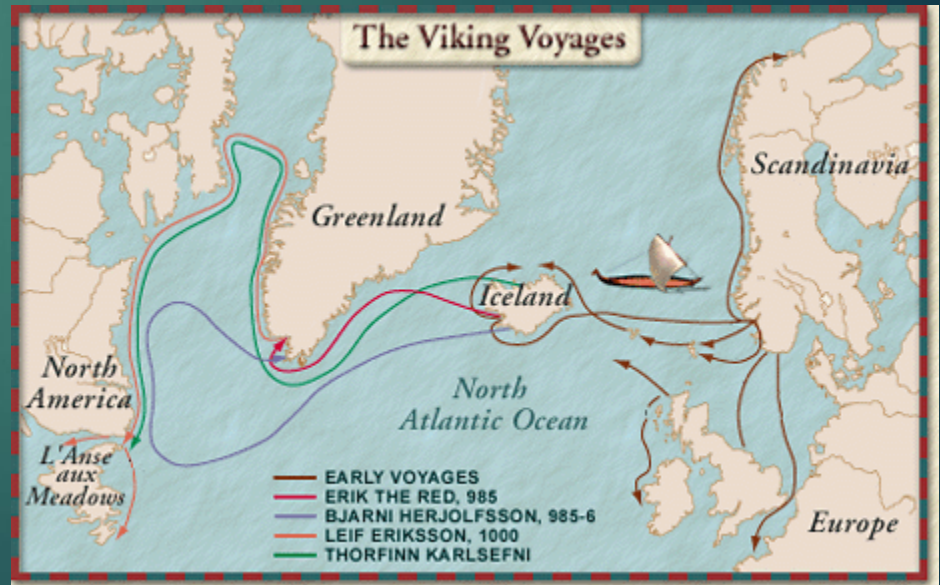 The Viking Voyages
Scandinavia
Greenland
Iceland
North
America
North
Atlantic Ocean
L'Anse
aux
Meadows
EARLY VOYAGES
ERIK THE RED, 985
BJARNI HERJOLFSSON, 985-6
LEIF ERIKSSON, 1000
THORFINN KARLSEFNI
Europe